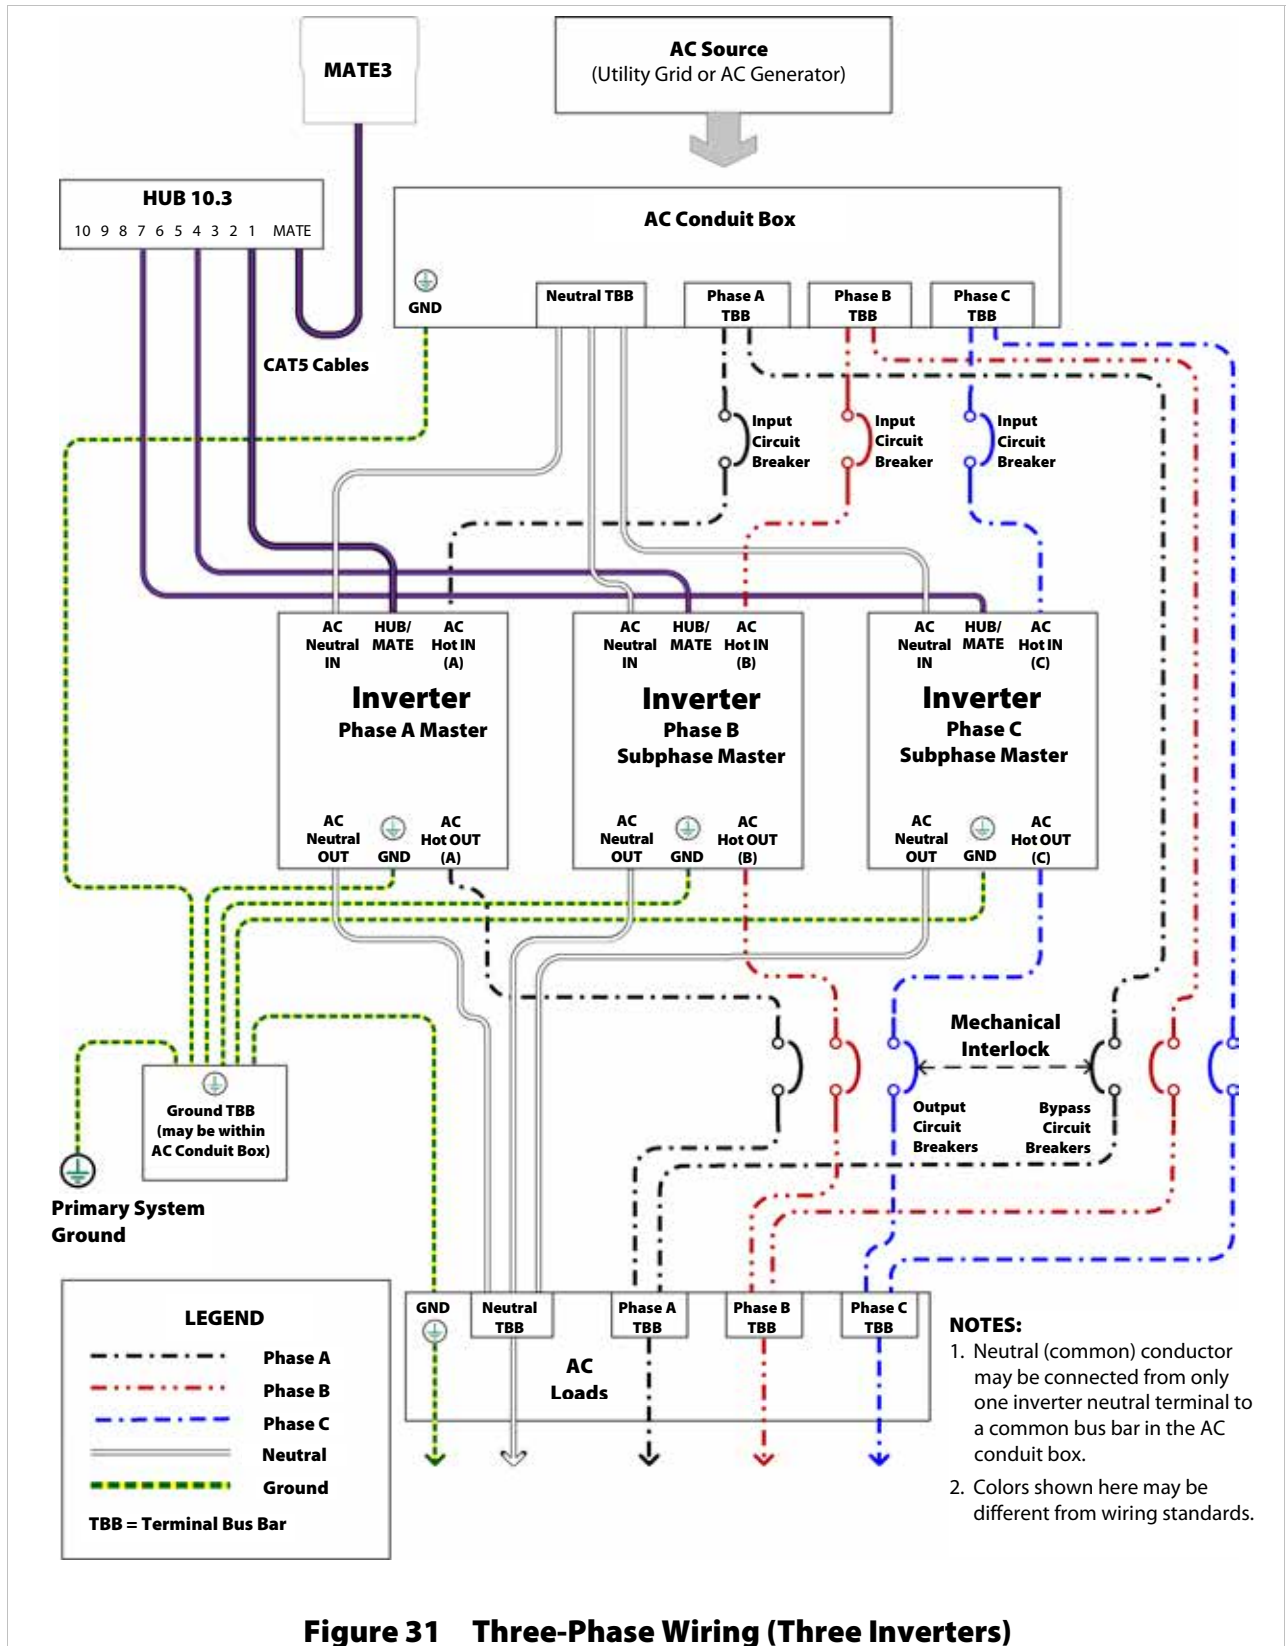 MATE3
AC Source
(Utility Grid or AC Generator)
HUB 10.3
10 9 8 7 6 5 4 3 2 1 MATE
AC Conduit Box
GND
Neutral TBB
Phase A
TBB
Phase B
TBB
Phase C
TBB
CAT5 Cables
Input
Circuit
Breaker
Input
Circuit
Breaker
Input
Circuit
Breaker
AC
Neutral
IN
HUB/
MATE
AC
Hot IN
(A)
Inverter
Phase A Master
AC
Neutral
OUT
GND
AC
Hot OUT
(A)
AC
Neutral
IN
HUB/
MATE
AC
Hot IN
(B)
Inverter
Phase B
Subphase Master
AC
Neutral
OUT
GND
AC
Hot OUT
(B)
AC
Neutral
IN
HUB/
MATE
AC
Hot IN
(C)
Inverter
Phase C
Subphase Master
AC
Neutral
OUT
GND
AC
Hot OUT
(C)
Mechanical
Interlock
Output
Circuit
Breakers
Bypass
Circuit
Breakers
Ground TBB
(may be within
AC Conduit Box)
Primary System
Ground
LEGEND
Phase A
Phase B
Phase C
Neutral
Ground
TBB = Terminal Bus Bar
GND
Neutral
TBB
Phase A
TBB
Phase B
TBB
Phase C
TBB
AC
Loads
NOTES:
1. Neutral (common) conductor
may be connected from only
one inverter neutral terminal to
a common bus bar in the AC
conduit box.
2. Colors shown here may be
different from wiring standards.
Figure 31 Three-Phase Wiring (Three Inverters)